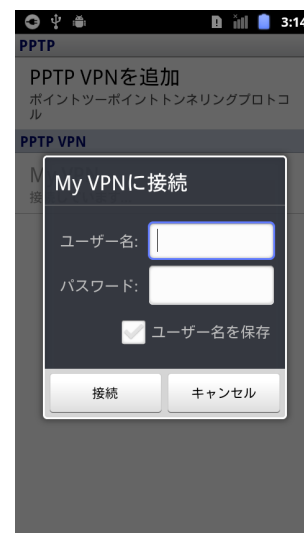 3:14
PPTP
PPTP VPNを追加
ポイントツーポイントトンネリングプロトコ
ル
PPTP VPN
My VPNに接続
ユーザー名:
パスワード:
ユーザー名を保存
接続
キャンセル